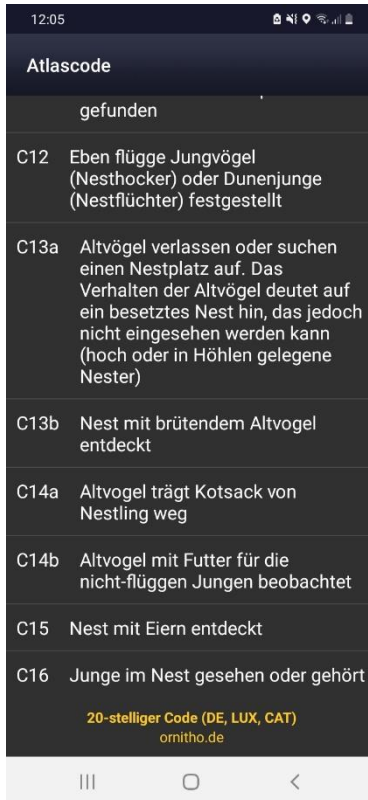 12:05
Atlascode
gefunden
C12 Eben flügge Jungvögel
(Nesthocker) oder Dunenjunge
(Nestflüchter) festgestellt
C13a Altvögel verlassen oder suchen
einen Nestplatz auf. Das
Verhalten der Altvögel deutet auf
ein besetztes Nest hin, das jedoch
nicht eingesehen werden kann
(hoch oder in Höhlen gelegene
Nester)
C13b Nest mit brütendem Altvogel
entdeckt
C14a Altvogel trägt Kotsack von
Nestling weg
C14b Altvogel mit Futter für die
nicht-flüggen Jungen beobachtet
C15 Nest mit Eiern entdeckt
C16 Junge im Nest gesehen oder gehört
20-stelliger Code (DE, LUX, CAT)
ornitho.de